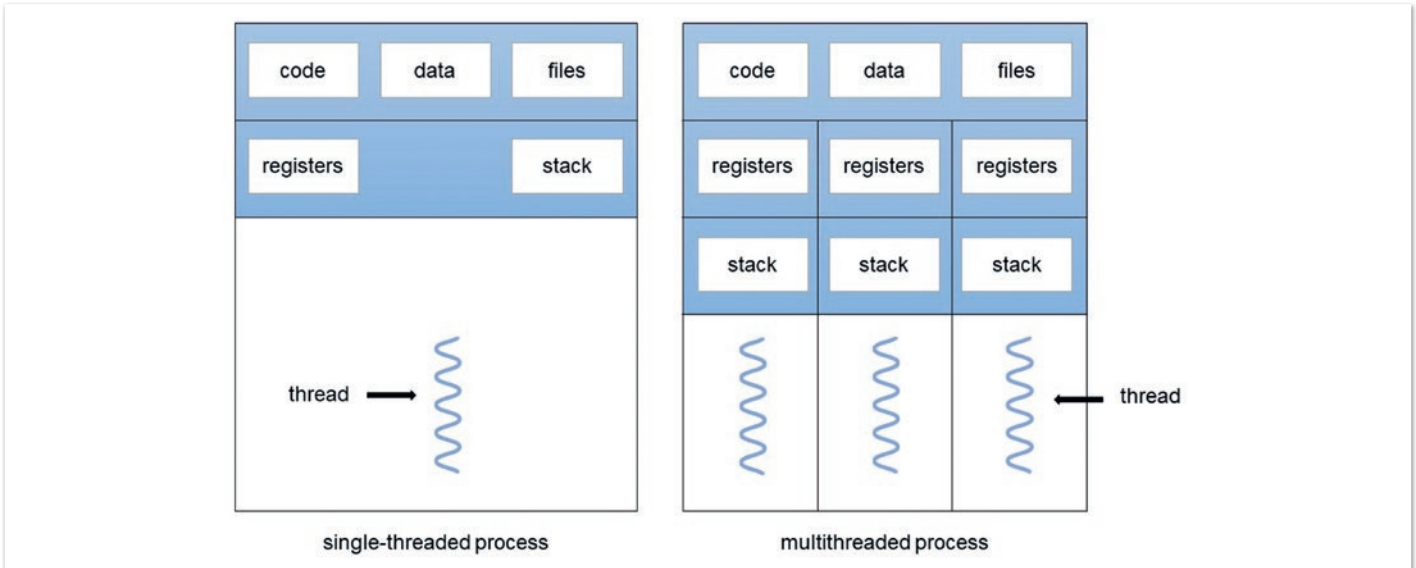 code data files
registers stack
thread
single-threaded process
code data files
registers registers registers
stack stack stack
thread
multithreaded process